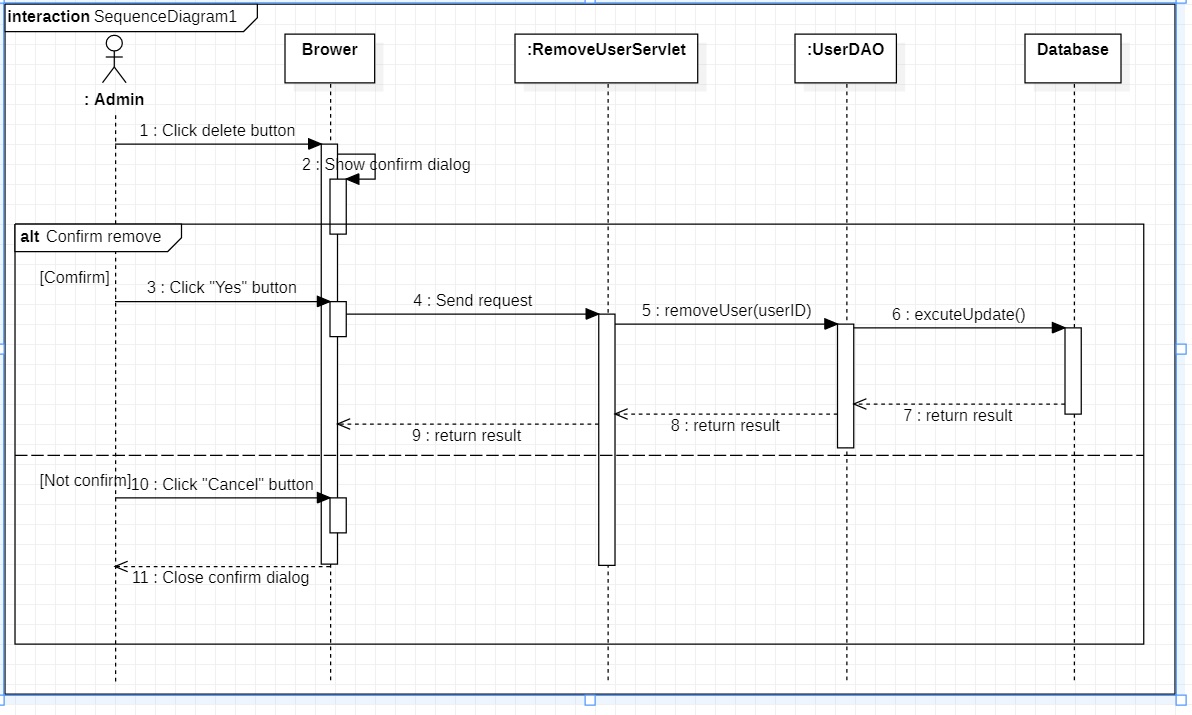 interaction SequenceDiagram1
Brower
:RemoveUserServlet
:UserDAO
Database
: Admin
1 : Click delete button
2 : Show confirm dialog
alt Confirm remove
[Comfirm]
3 : Click "Yes" button
4 : Send request
5 : removeUser(userID)
6 : excuteUpdate()
7 : return result
8 : return result
9 : return result
[Not confirm]
10 : Click "Cancel" button
11 : Close confirm dialog